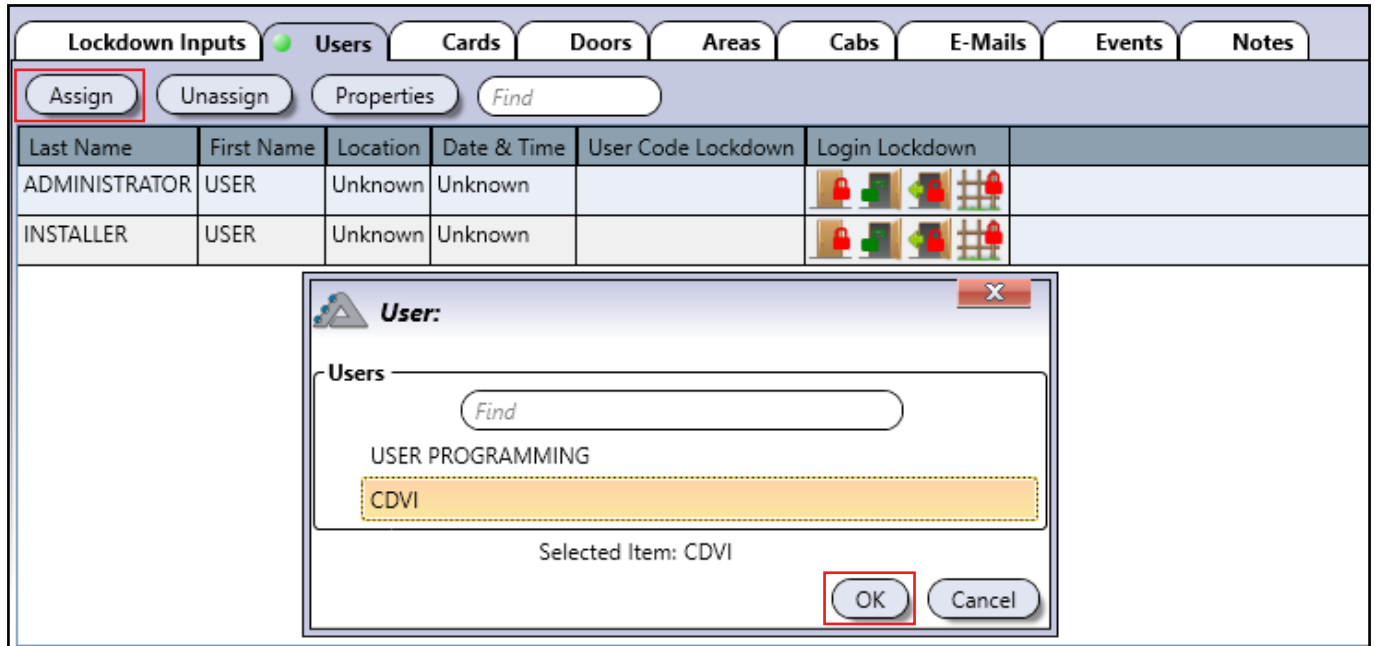 Lockdown Inputs Users Cards Doors Areas Cabs E-Mails Events Notes
Assign Unassign Properties Find
Last Name First Name Location Date & Time User Code Lockdown Login Lockdown
ADMINISTRATOR USER Unknown Unknown
INSTALLER USER Unknown Unknown
X
User:
Users
Find
USER PROGRAMMING
CDVI
Selected Item: CDVI
OK Cancel